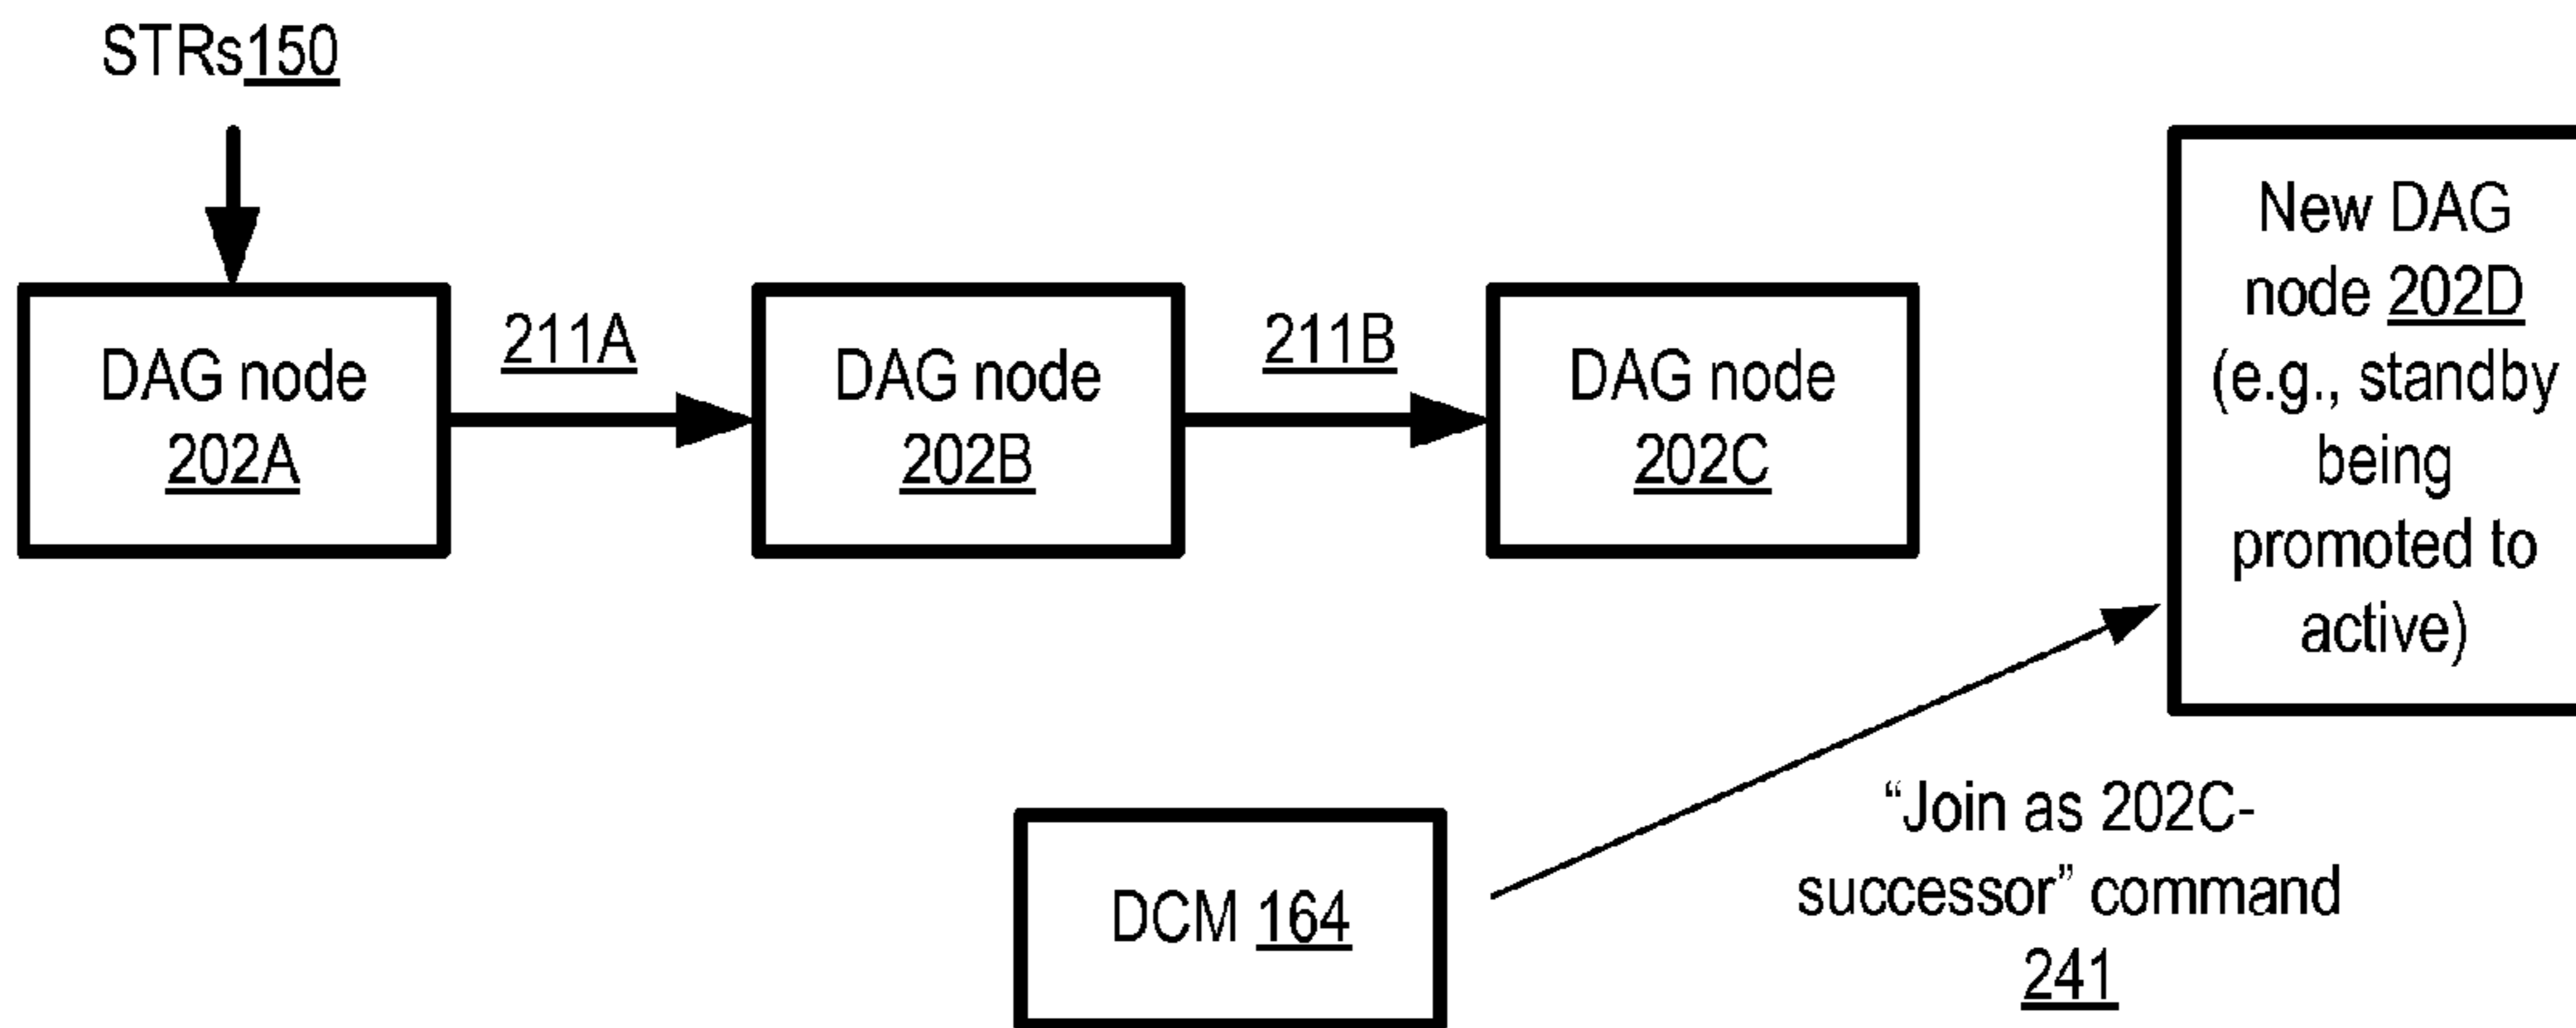 STRs150
DAG node
202A
211A
DAG node
202B
211B
DAG node
202C
New DAG
node 202D
(e.g., standby
being
promoted to
active)
DCM 164
“Join as 202C-
successor” command
241